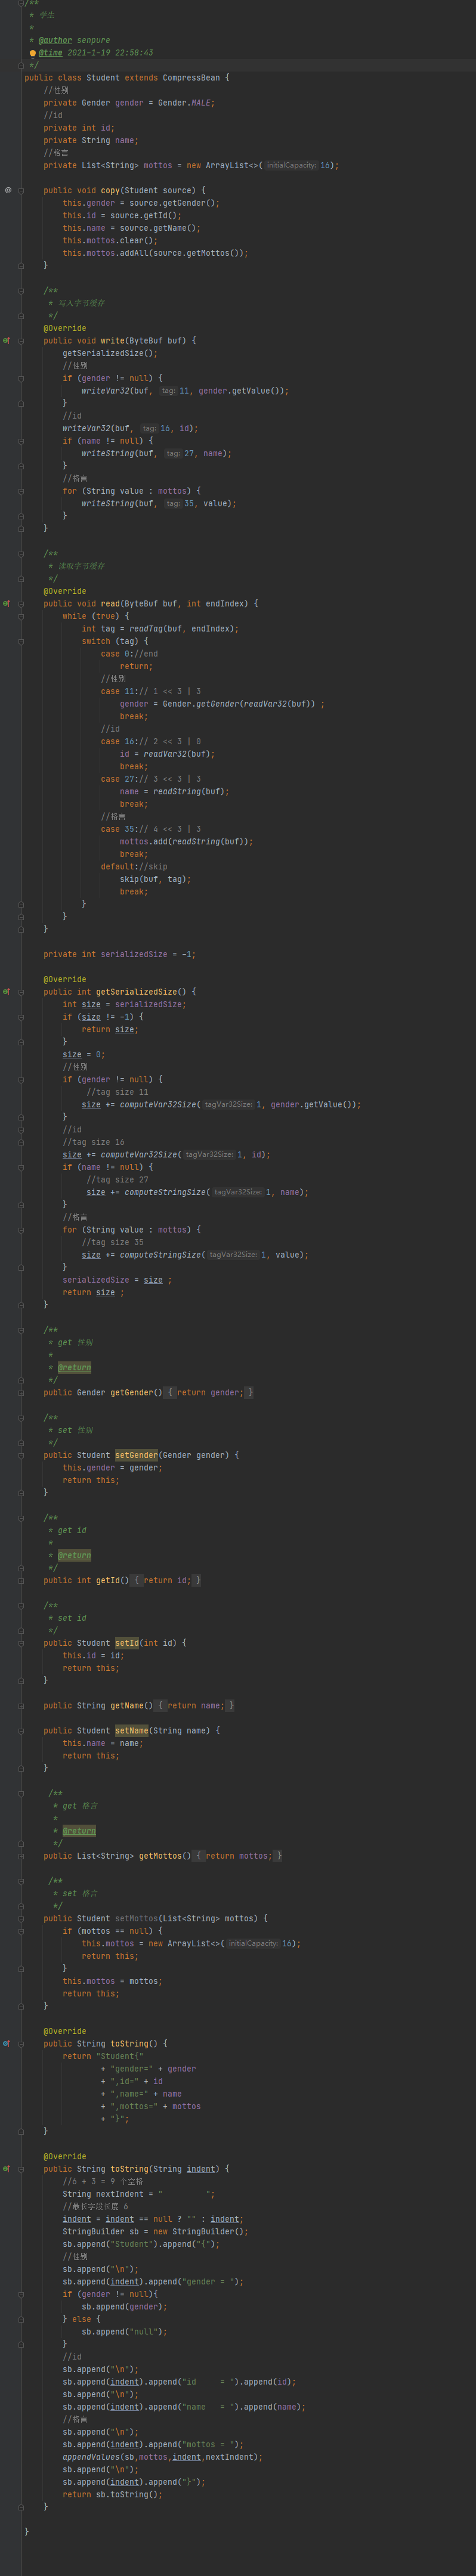 /**
 * 学生
 *
 * @author senpure
 * @time 2021-1-19 22:58:43
 */
public class Student extends CompressBean {
    //性别
    private Gender gender = Gender.MALE;
    //id
    private int id;
    private String name;
    //格言
    private List<String> mottos = new ArrayList<>( initialCapacity: 16);

    public void copy(Student source) {
        this.gender = source.getGender();
        this.id = source.getId();
        this.name = source.getName();
        this.mottos.clear();
        this.mottos.addAll(source.getMottos());
    }

    /**
     * 写入字节缓存
     */
    @Override
    public void write(ByteBuf buf) {
        getSerializedSize();
        //性别
        if (gender != null) {
            writeVar32(buf, tag: 11, gender.getValue());
        }
        //id
        writeVar32(buf, tag: 16, id);
        if (name != null) {
            writeString(buf, tag: 27, name);
        }
        //格言
        for (String value : mottos) {
            writeString(buf, tag: 35, value);
        }
    }

    /**
     * 读取字节缓存
     */
    @Override
    public void read(ByteBuf buf, int endIndex) {
        while (true) {
            int tag = readTag(buf, endIndex);
            switch (tag) {
                case 0://end
                    return;
                //性别
                case 11:// 1 << 3 | 3
                    gender = Gender.getGender(readVar32(buf)) ;
                    break;
                //id
                case 16:// 2 << 3 | 0
                    id = readVar32(buf);
                    break;
                case 27:// 3 << 3 | 3
                    name = readString(buf);
                    break;
                //格言
                case 35:// 4 << 3 | 3
                    mottos.add(readString(buf));
                    break;
                default://skip
                    skip(buf, tag);
                    break;
            }
        }
    }

    private int serializedSize = -1;

    @Override
    public int getSerializedSize() {
        int size = serializedSize;
        if (size != -1) {
            return size;
        }
        size = 0;
        //性别
        if (gender != null) {
             //tag size 11
            size += computeVar32Size( tagVar32Size: 1, gender.getValue());
        }
        //id
        //tag size 16
        size += computeVar32Size( tagVar32Size: 1, id);
        if (name != null) {
             //tag size 27
             size += computeStringSize( tagVar32Size: 1, name);
        }
        //格言
        for (String value : mottos) {
            //tag size 35
            size += computeStringSize( tagVar32Size: 1, value);
        }
        serializedSize = size ;
        return size ;
    }

    /**
     * get 性别
     *
     * @return
     */
    public Gender getGender() { return gender; }

    /**
     * set 性别
     */
    public Student setGender(Gender gender) {
        this.gender = gender;
        return this;
    }

    /**
     * get id
     *
     * @return
     */
    public int getId() { return id; }

    /**
     * set id
     */
    public Student setId(int id) {
        this.id = id;
        return this;
    }

    public String getName() { return name; }

    public Student setName(String name) {
        this.name = name;
        return this;
    }

     /**
      * get 格言
      *
      * @return
      */
    public List<String> getMottos() { return mottos; }

     /**
      * set 格言
      */
    public Student setMottos(List<String> mottos) {
        if (mottos == null) {
            this.mottos = new ArrayList<>( initialCapacity: 16);
            return this;
        }
        this.mottos = mottos;
        return this;
    }

    @Override
    public String toString() {
        return "Student{"
                + "gender=" + gender
                + ",id=" + id
                + ",name=" + name
                + ",mottos=" + mottos
                + "}";
    }

    @Override
    public String toString(String indent) {
        //6 + 3 = 9 个空格
        String nextIndent = "         ";
        //最长字段长度 6
        indent = indent == null ? "" : indent;
        StringBuilder sb = new StringBuilder();
        sb.append("Student").append("{");
        //性别
        sb.append("\n");
        sb.append(indent).append("gender = ");
        if (gender != null){
            sb.append(gender);
        } else {
            sb.append("null");
        }
        //id
        sb.append("\n");
        sb.append(indent).append("id     = ").append(id);
        sb.append("\n");
        sb.append(indent).append("name   = ").append(name);
        //格言
        sb.append("\n");
        sb.append(indent).append("mottos = ");
        appendValues(sb,mottos,indent,nextIndent);
        sb.append("\n");
        sb.append(indent).append("}");
        return sb.toString();
    }

}